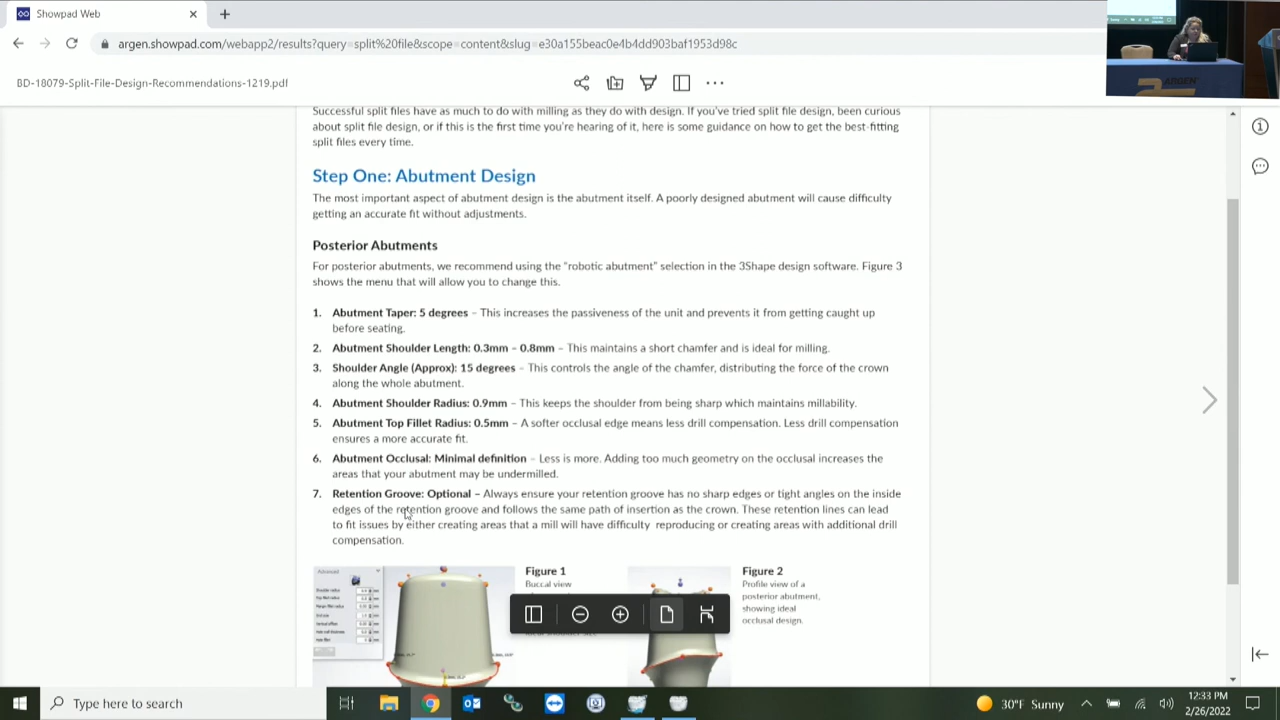 Showpad Web
argen.showpad.com/webapp2/results?query=split%20file&scope=content&slug=e30a155beac0e4b4dd903baf1953d98c
BD-18079-Split-File-Design-Recommendations-1219.pdf
ARGEN
Successful split files have as much to do with milling as they do with design. If you've tried split file design, been curious
about split file design, or if this is the first time you're hearing of it, here is some guidance on how to get the best-fitting
split files every time.
Step One: Abutment Design
The most important aspect of abutment design is the abutment itself. A poorly designed abutment will cause difficulty
getting an accurate fit without adjustments.
Posterior Abutments
For posterior abutments, we recommend using the "robotic abutment" selection in the 3Shape design software. Figure 3
shows the menu that will allow you to change this.
1. Abutment Taper: 5 degrees – This increases the passiveness of the unit and prevents it from getting caught up
before seating.
2. Abutment Shoulder Length: 0.3mm – 0.8mm – This maintains a short chamfer and is ideal for milling.
3. Shoulder Angle (Approx): 15 degrees – This controls the angle of the chamfer, distributing the force of the crown
along the whole abutment.
4. Abutment Shoulder Radius: 0.9mm – This keeps the shoulder from being sharp which maintains millability.
5. Abutment Top Fillet Radius: 0.5mm – A softer occlusal edge means less drill compensation. Less drill compensation
ensures a more accurate fit.
6. Abutment Occlusal: Minimal definition – Less is more. Adding too much geometry on the occlusal increases the
areas that your abutment may be undermilled.
7. Retention Groove: Optional – Always ensure your retention groove has no sharp edges or tight angles on the inside
edges of the retention groove and follows the same path of insertion as the crown. These retention lines can lead
to fit issues by either creating areas that a mill will have difficulty reproducing or creating areas with additional drill
compensation.
Figure 1
Buccal view
Figure 2
Profile view of a
posterior abutment,
showing ideal
occlusal design.
Type here to search
30°F Sunny
12:33 PM
2/26/2022